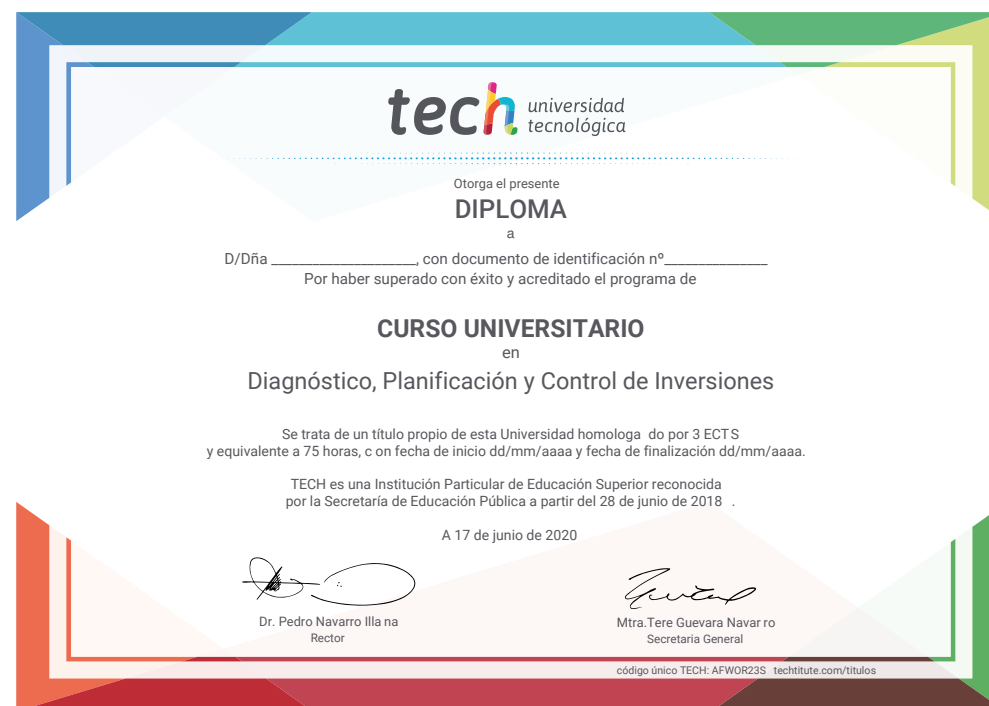 tech universidad
tecnológica
Otorga el presente
DIPLOMA
a
D/Dña ____________________, con documento de identificación nº______________
Por haber superado con éxito y acreditado el programa de
CURSO UNIVERSITARIO
en
Diagnóstico, Planificación y Control de Inversiones
Se trata de un título propio de esta Universidad homologa do por 3 ECTS
y equivalente a 75 horas, c on fecha de inicio dd/mm/aaaa y fecha de finalización dd/mm/aaaa.
TECH es una Institución Particular de Educación Superior reconocida
por la Secretaría de Educación Pública a partir del 28 de junio de 2018 .
A 17 de junio de 2020
Dr. Pedro Navarro Illa na
Rector
Mtra.Tere Guevara Navar ro
Secretaria General
código único TECH: AFWOR23S techtitute.com/titulos